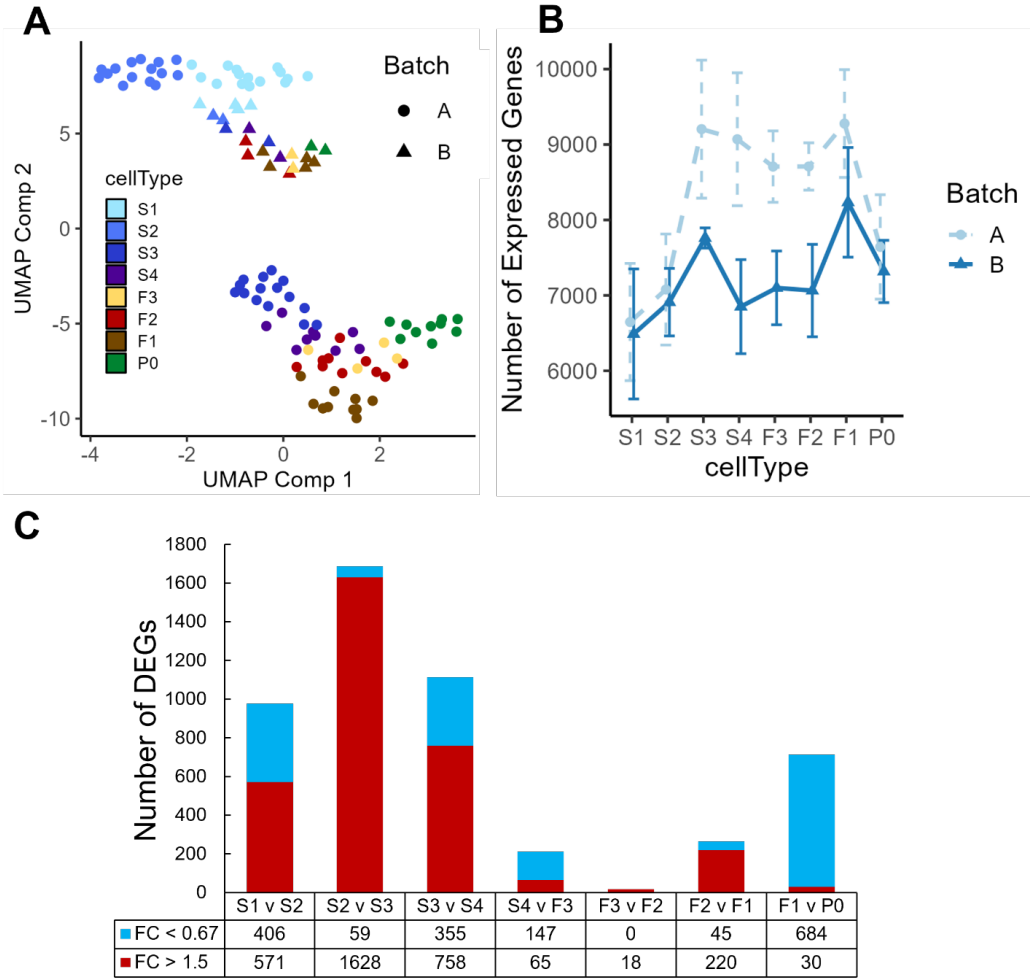 A
Batch
A
B
cellType
S1
S2
S3
S4
F3
F2
F1
P0
5
0
-5
-10
UMAP Comp 2
-4 -2 0 2
UMAP Comp 1
B
10000
9000
8000
7000
6000
Number of Expressed Genes
Batch
A
B
S1 S2 S3 S4 F3 F2 F1 P0
cellType
C
1800
1600
1400
1200
1000
800
600
400
200
0
Number of DEGs
S1 v S2 S2 v S3 S3 v S4 S4 v F3 F3 v F2 F2 v F1 F1 v P0
FC < 0.67 406 59 355 147 0 45 684
FC > 1.5 571 1628 758 65 18 220 30